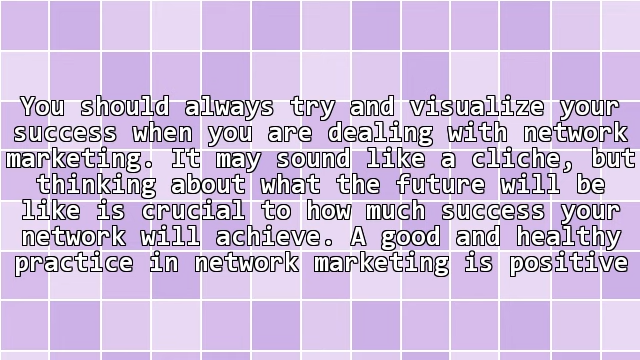 You should always try and visualize your
success when you are dealing with network
marketing. It may sound like a cliche, but
thinking about what the future will be
like is crucial to how much success your
network will achieve. A good and healthy
practice in network marketing is positive